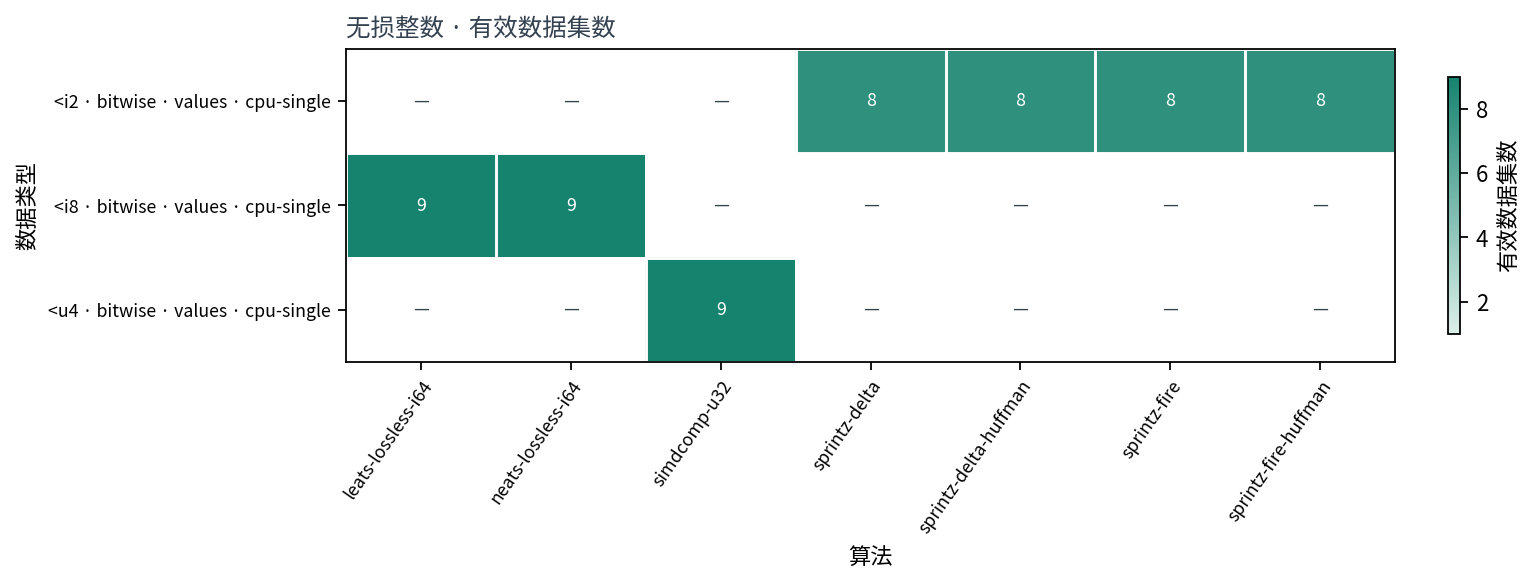 无损整数 · 有效数据集数
数据类型
<i2 · bitwise · values · cpu-single
— — — 8 8 8 8
<i8 · bitwise · values · cpu-single
9 9 — — — — —
<u4 · bitwise · values · cpu-single
— — 9 — — — —
leats-lossless-i64
neats-lossless-i64
simdcomp-u32
sprintz-delta
sprintz-delta-huffman
sprintz-fire
sprintz-fire-huffman
算法
8
6
4
2
有效数据集数